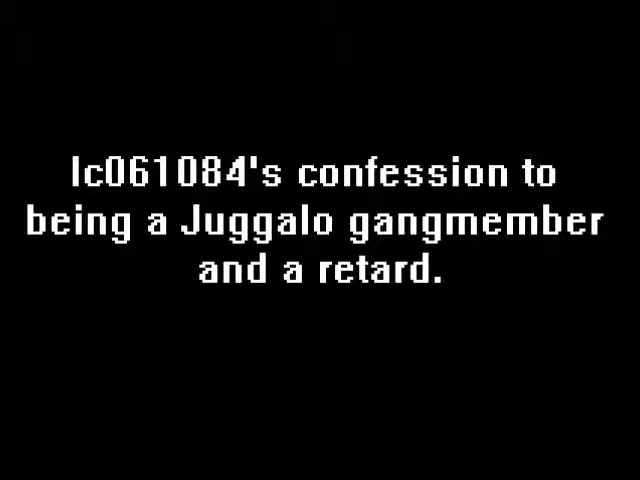 lc061084's confession to
being a Juggalo gangmember
and a retard.